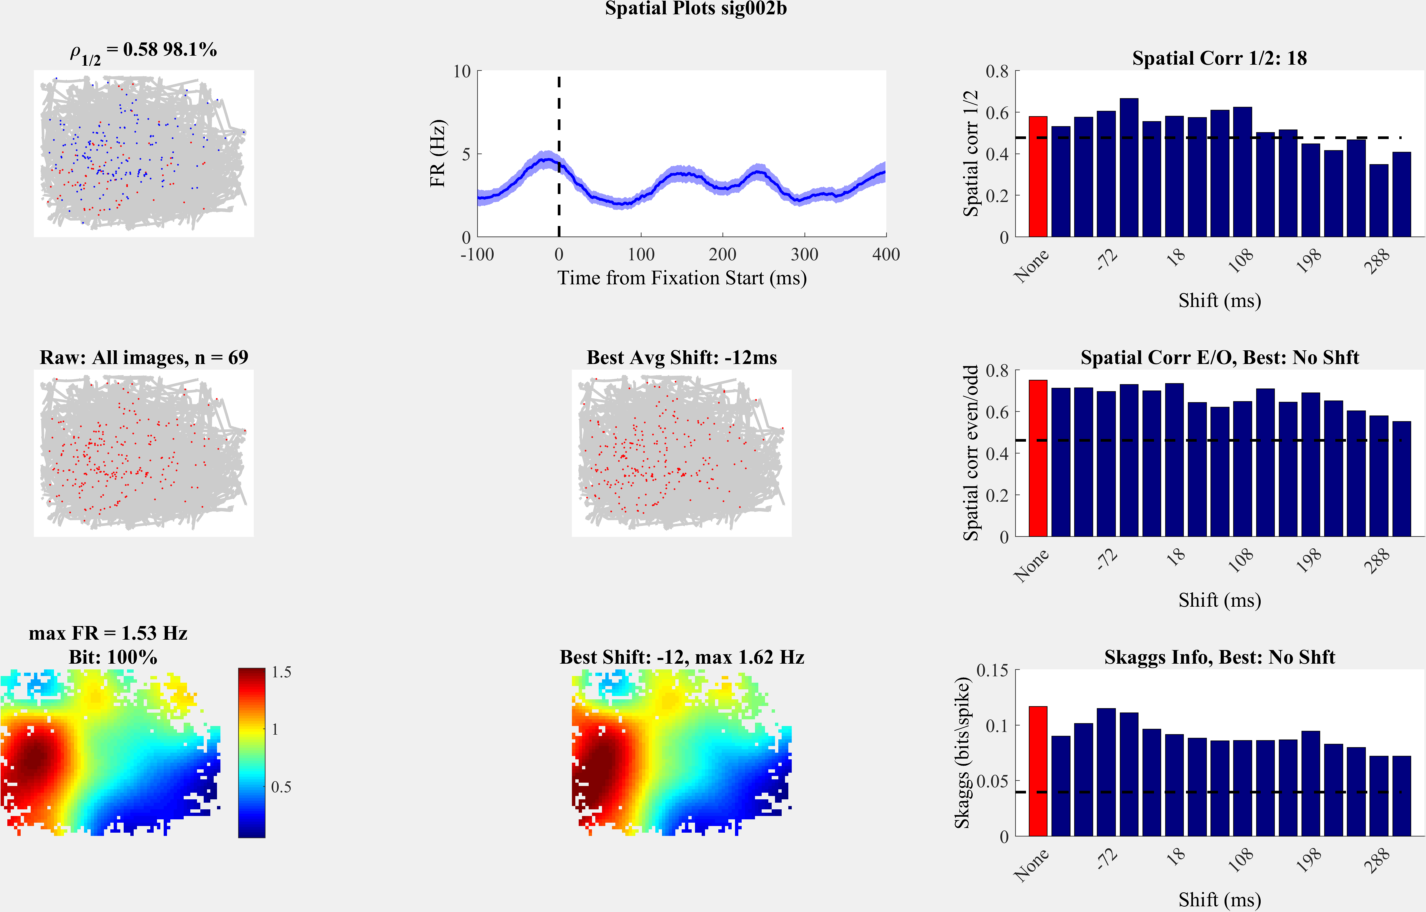 Spatial Plots sig002b
ρ1/2 = 0.58 98.1%
10
5
0
FR (Hz)
-100 0 100 200 300 400
Time from Fixation Start (ms)
Spatial Corr 1/2: 18
0.8
0.6
0.4
0.2
0
Spatial corr 1/2
None -72 18 108 198 288
Shift (ms)
Raw: All images, n = 69
Best Avg Shift: -12ms
Spatial Corr E/O, Best: No Shft
0.8
0.6
0.4
0.2
0
Spatial corr even/odd
None -72 18 108 198 288
Shift (ms)
max FR = 1.53 Hz
Bit: 100%
1.5
1
0.5
Best Shift: -12, max 1.62 Hz
Skaggs Info, Best: No Shft
0.15
0.1
0.05
0
Skaggs (bits\spike)
None -72 18 108 198 288
Shift (ms)